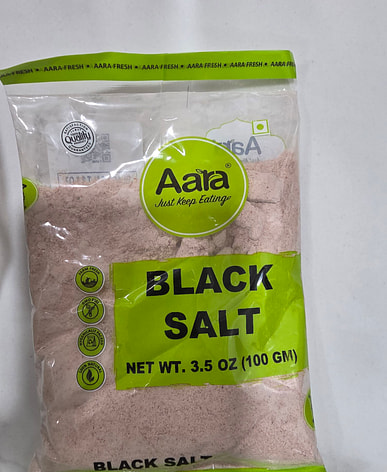 AARA-FRESH ★ AARA-FRESH ★ AARA-FRESH ★ AARA-FRESH ★ AARA-FRESH
Quality
Aara®
Just Keep Eating
BLACK
SALT
NET WT. 3.5 OZ (100 GM)
BLACK SALT